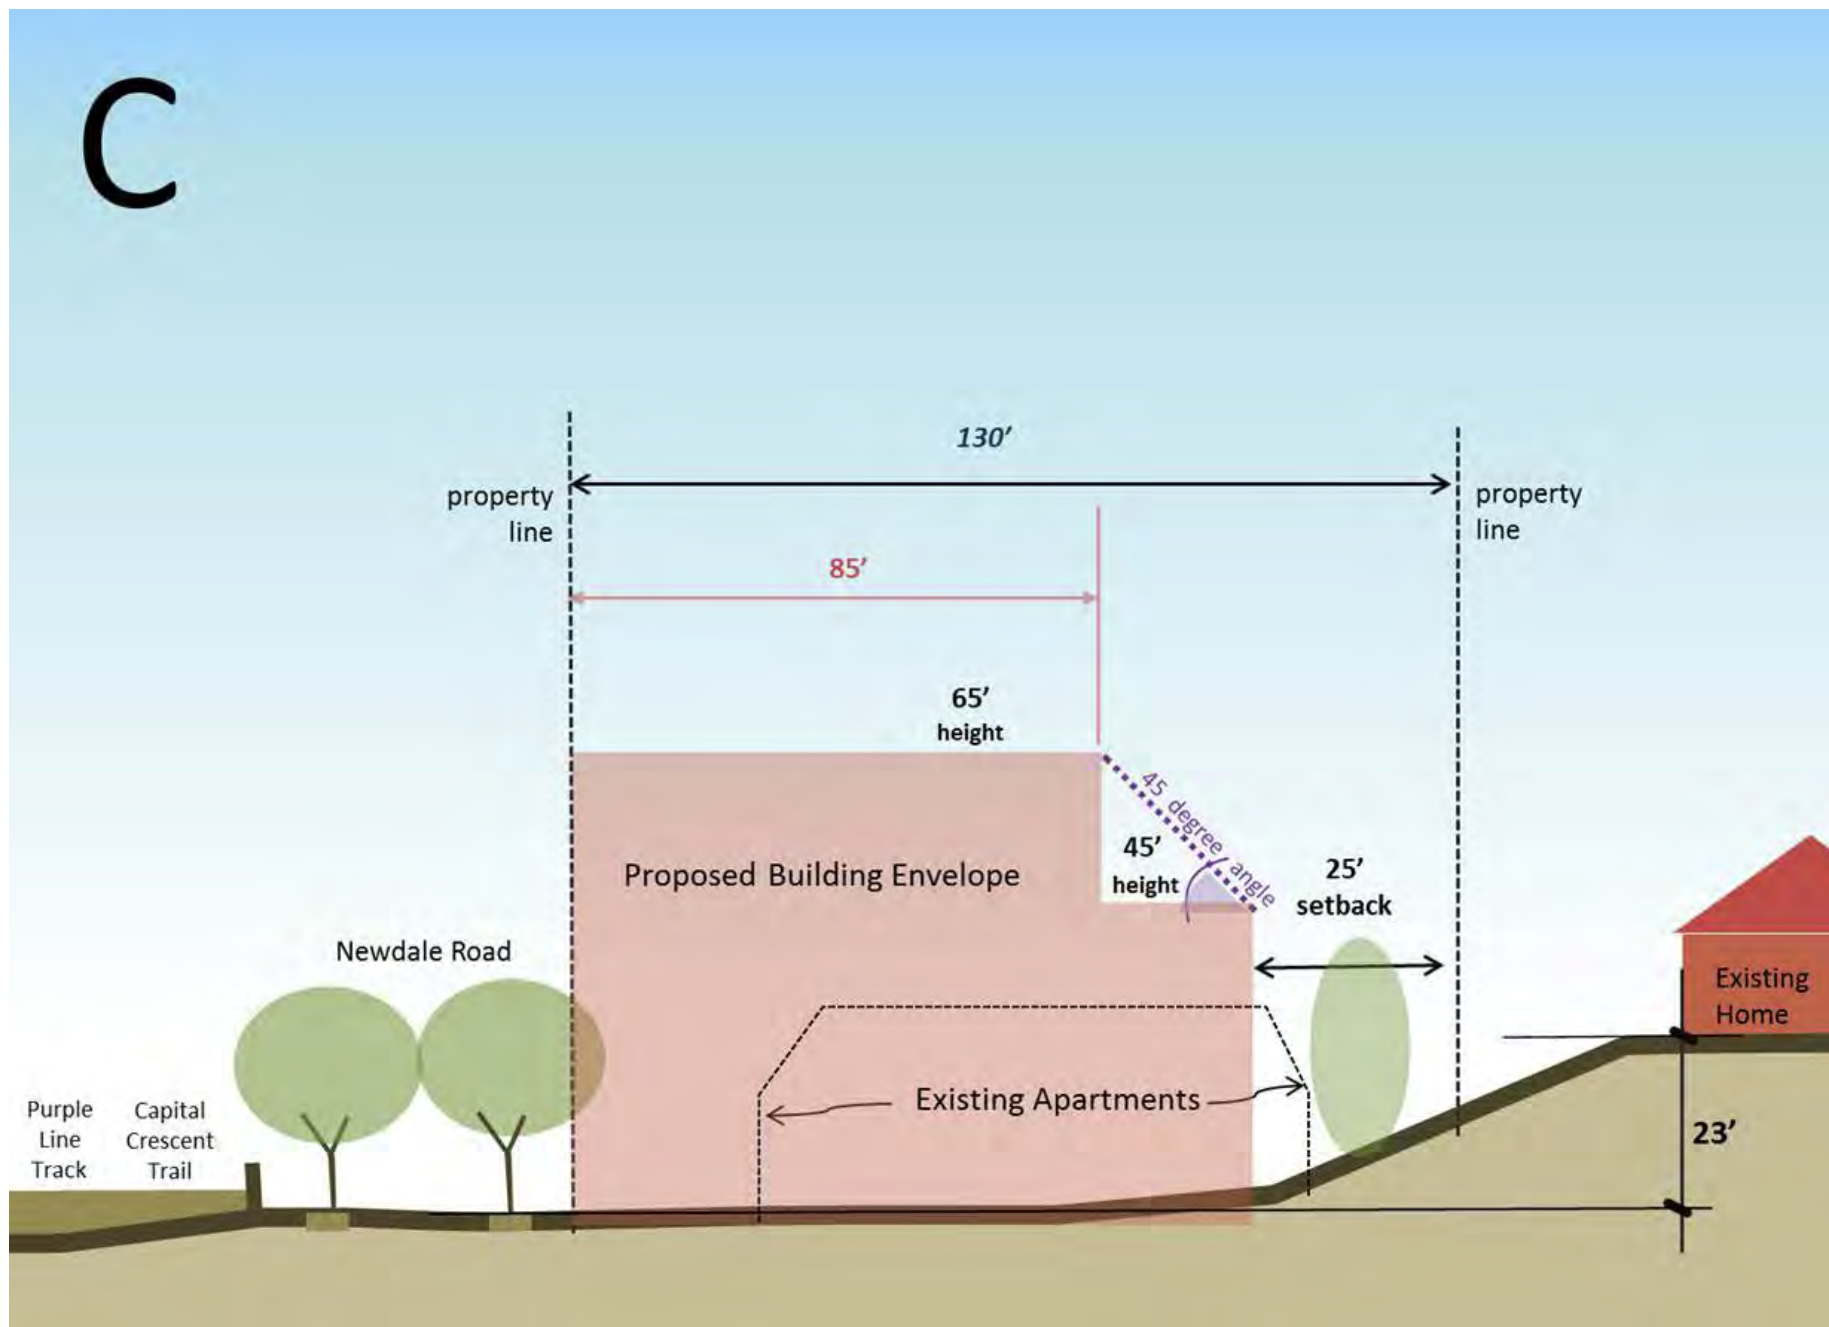 C
130’
property
line
property
line
85’
65’
height
45 degree angle
45’
height
Proposed Building Envelope
25’
setback
Newdale Road
Existing
Home
Existing Apartments
Purple
Line
Track
Capital
Crescent
Trail
23’